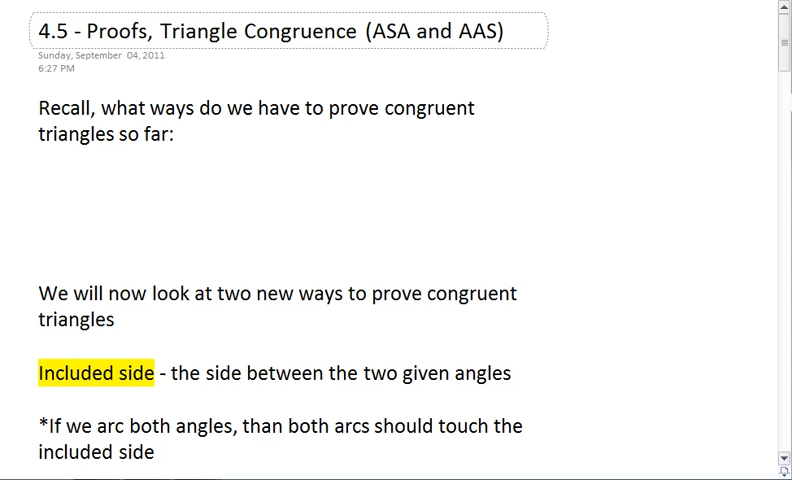 4.5 - Proofs, Triangle Congruence (ASA and AAS)
Sunday, September 04, 2011
6:27 PM
Recall, what ways do we have to prove congruent
triangles so far:
We will now look at two new ways to prove congruent
triangles
Included side - the side between the two given angles
*If we arc both angles, than both arcs should touch the
included side